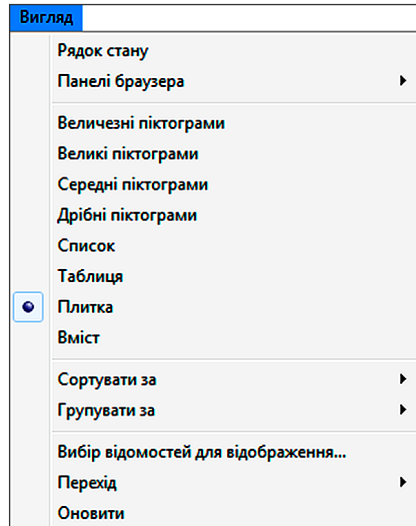 Вигляд
Рядок стану
Панелі браузера
Величезні піктограми
Великі піктограми
Середні піктограми
Дрібні піктограми
Список
Таблиця
Плитка
Вміст
Сортувати за
Групувати за
Вибір відомостей для відображення...
Перехід
Оновити